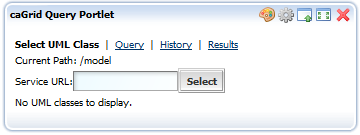 caGrid Query Portlet
Select UML Class | Query | History | Results
Current Path: /model
Service URL: Select
No UML classes to display.